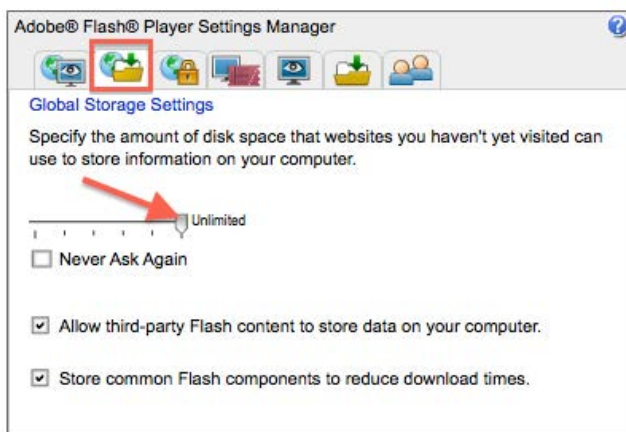 Adobe® Flash® Player Settings Manager
?
Global Storage Settings
Specify the amount of disk space that websites you haven't yet visited can
use to store information on your computer.
Unlimited
Never Ask Again
Allow third-party Flash content to store data on your computer.
Store common Flash components to reduce download times.